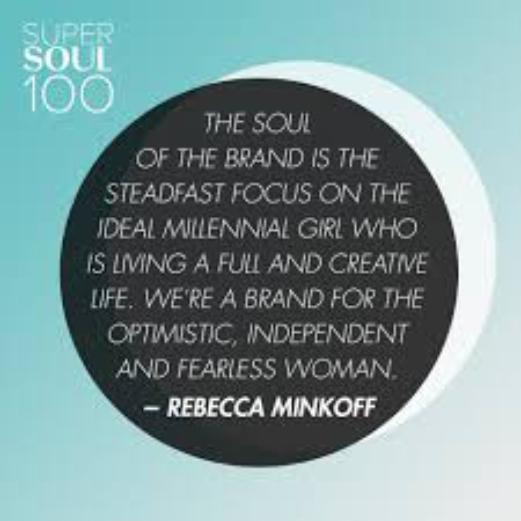 SUPER
SOUL
100
THE SOUL
OF THE BRAND IS THE
STEADFAST FOCUS ON THE
IDEAL MILLENNIAL GIRL WHO
IS LIVING A FULL AND CREATIVE
LIFE. WE'RE A BRAND FOR THE
OPTIMISTIC, INDEPENDENT
AND FEARLESS WOMAN.
– REBECCA MINKOFF